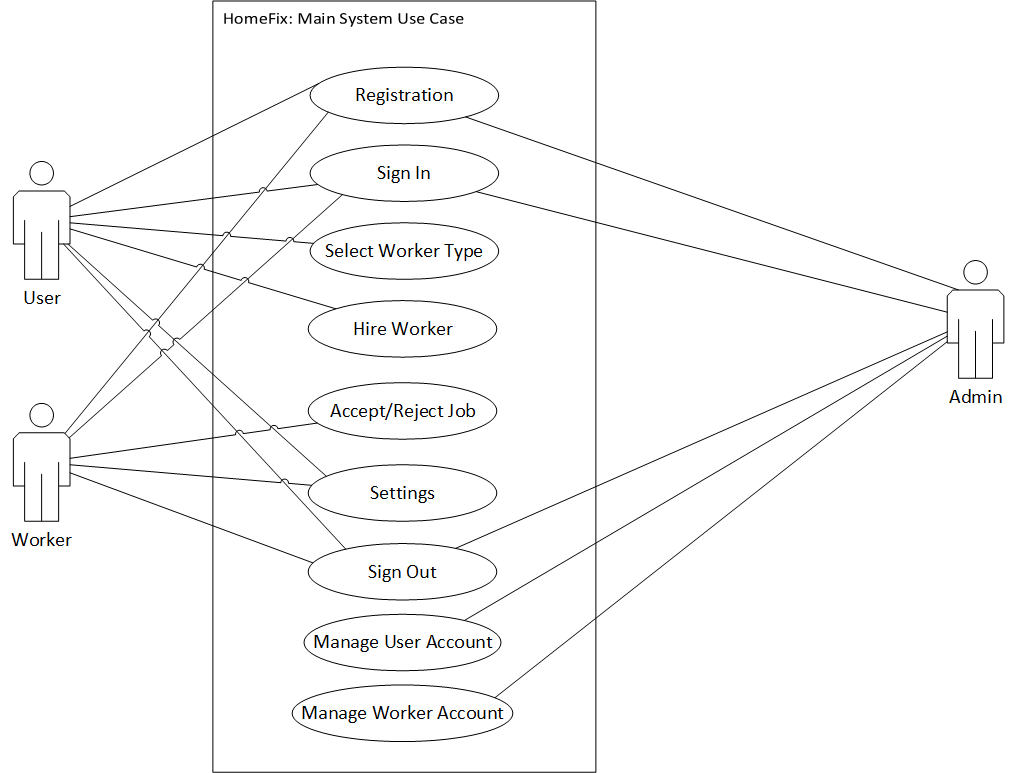 HomeFix: Main System Use Case
Registration
Sign In
Select Worker Type
Hire Worker
Accept/Reject Job
Settings
Sign Out
Manage User Account
Manage Worker Account
User
Worker
Admin